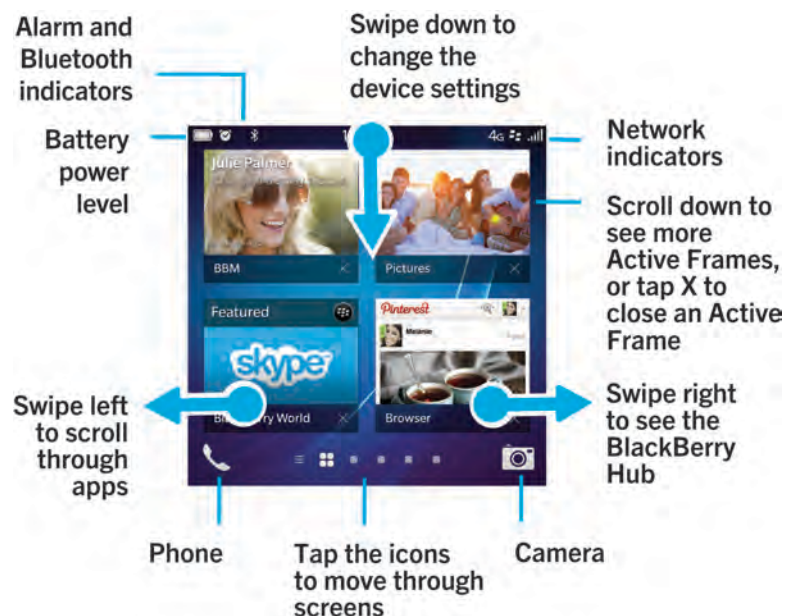 Alarm and
Bluetooth
indicators
Swipe down to
change the
device settings
Battery
power
level
4G
Network
indicators
Julie Palmer
BBM
Pictures
Scroll down to
see more
Active Frames,
or tap X to
close an Active
Frame
Featured
skype
World
Pinterest
Melanie
Browser
Swipe left
to scroll
through
apps
Swipe right
to see the
BlackBerry
Hub
Phone
Tap the icons
to move through
screens
Camera